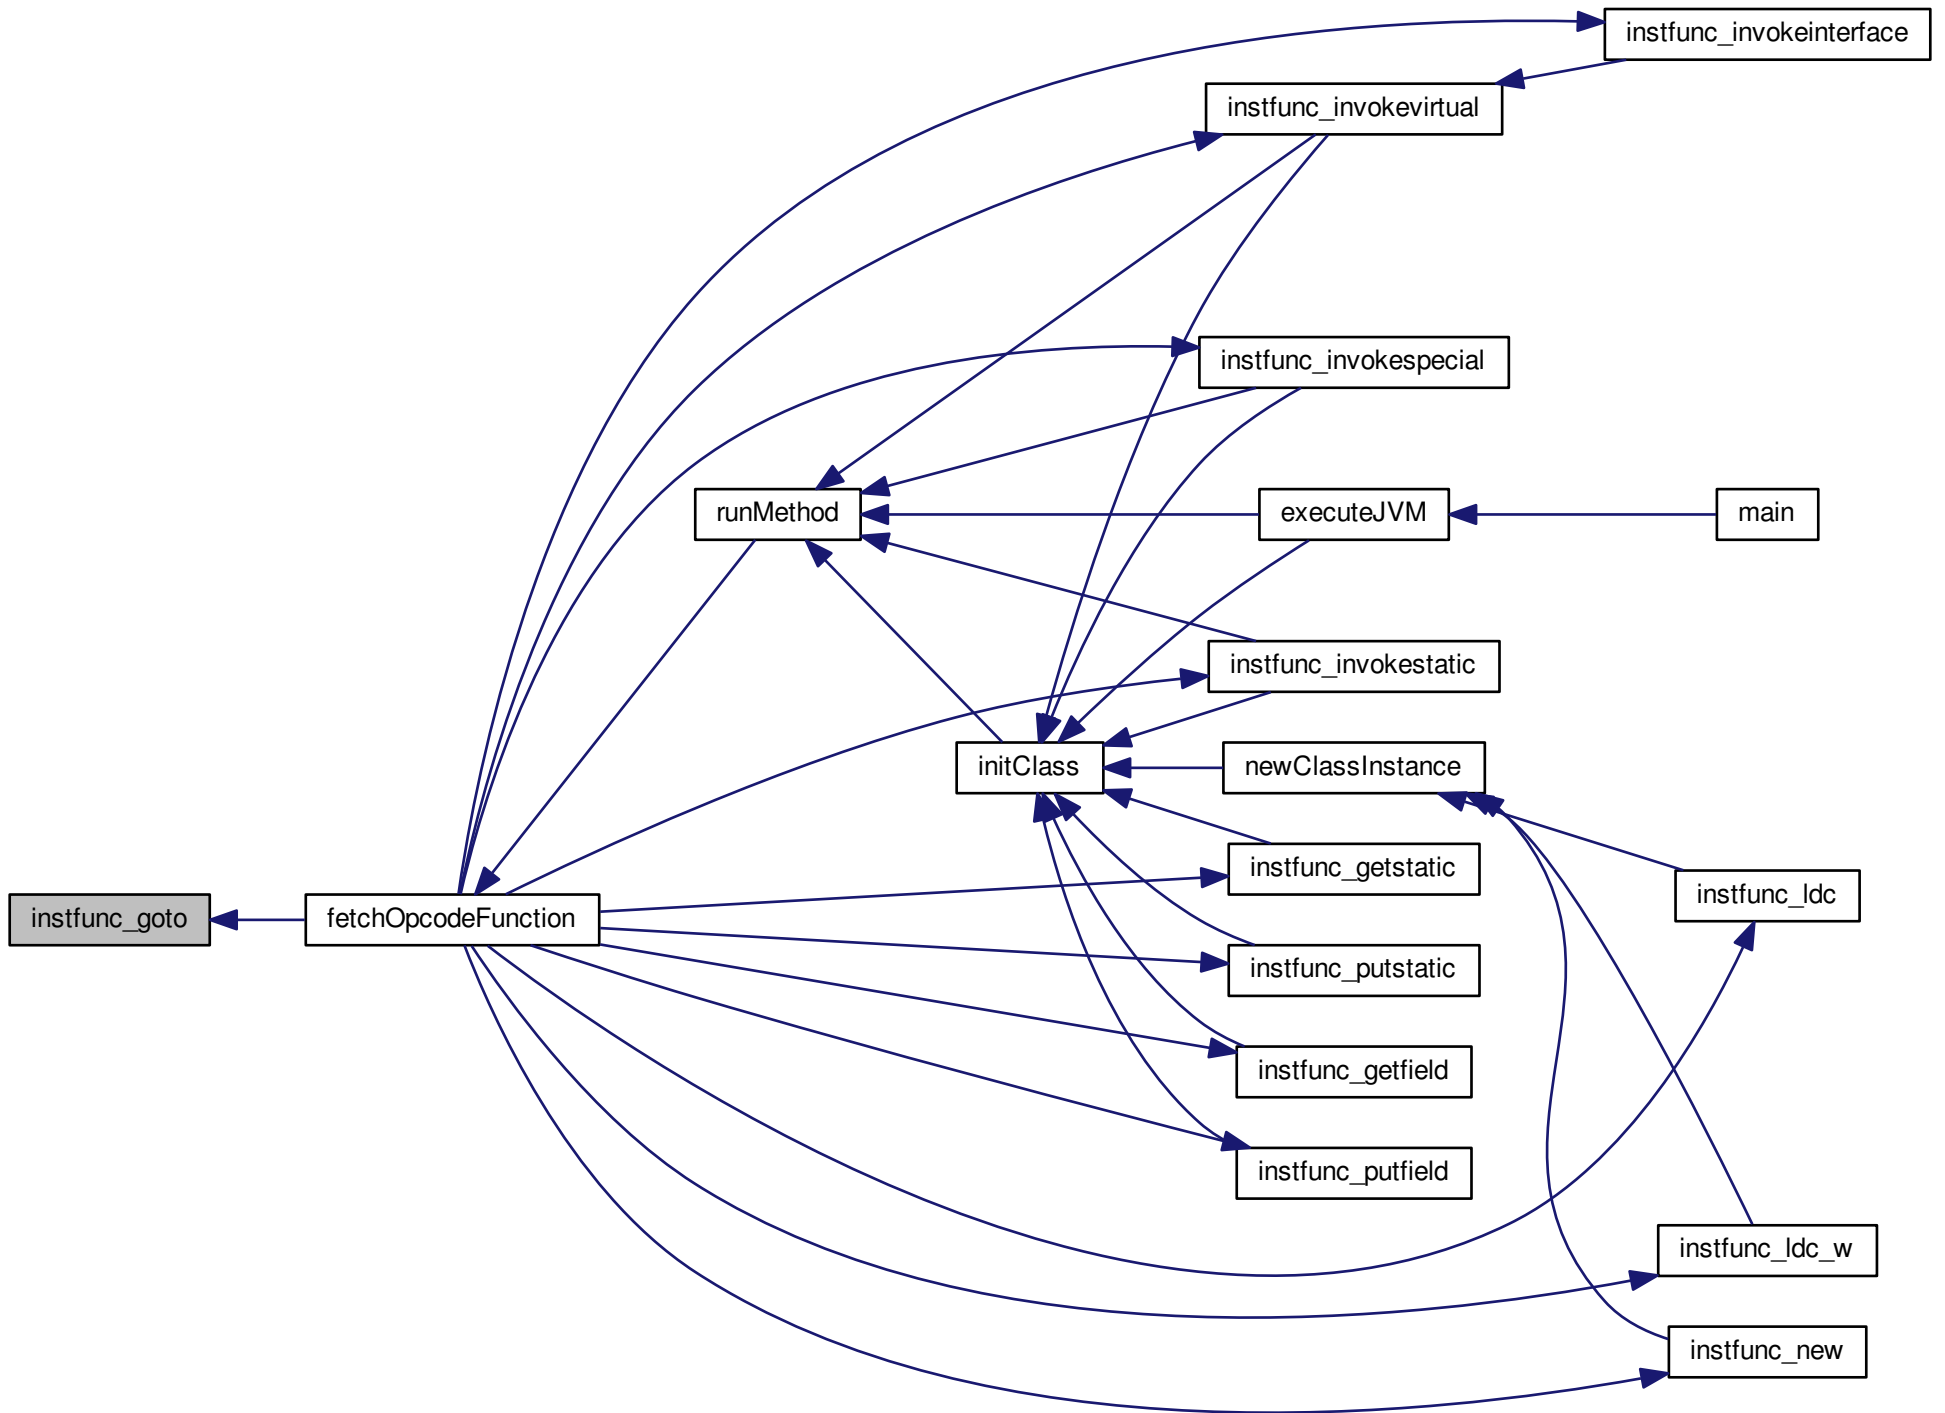 instfunc_invokeinterface
instfunc_invokevirtual
instfunc_invokespecial
runMethod
executeJVM
main
instfunc_invokestatic
initClass
newClassInstance
instfunc_getstatic
instfunc_ldc
instfunc_goto
fetchOpcodeFunction
instfunc_putstatic
instfunc_getfield
instfunc_putfield
instfunc_ldc_w
instfunc_new